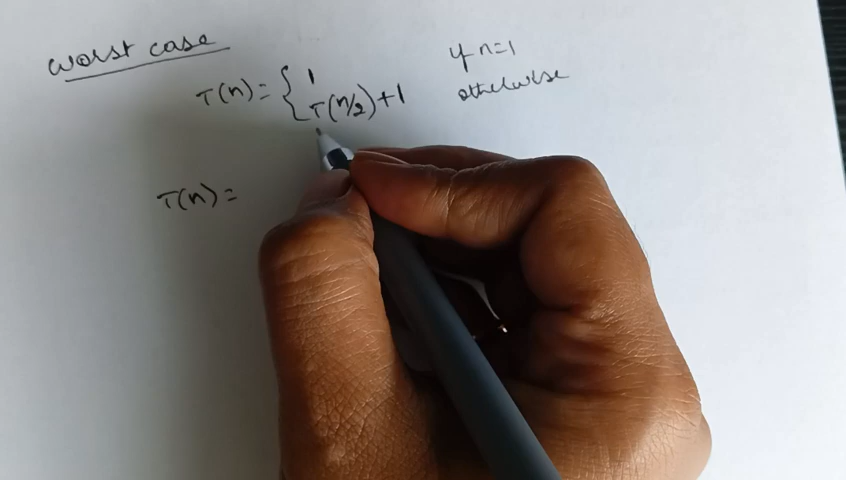 worst case
T(n) = { 1 if n=1
T(n/2)+1 otherwise
T(n) =